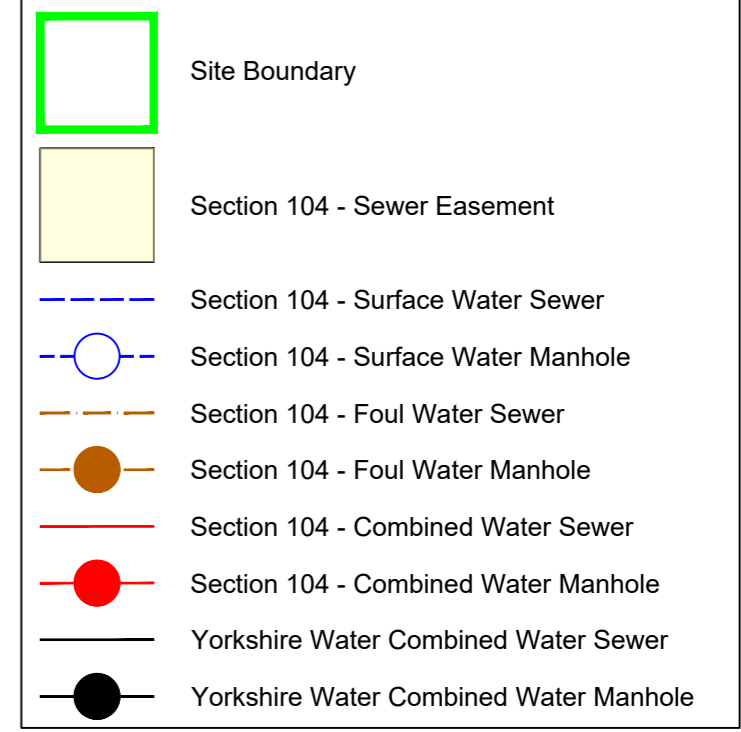 Site Boundary
Section 104 - Sewer Easement
Section 104 - Surface Water Sewer
Section 104 - Surface Water Manhole
Section 104 - Foul Water Sewer
Section 104 - Foul Water Manhole
Section 104 - Combined Water Sewer
Section 104 - Combined Water Manhole
Yorkshire Water Combined Water Sewer
Yorkshire Water Combined Water Manhole